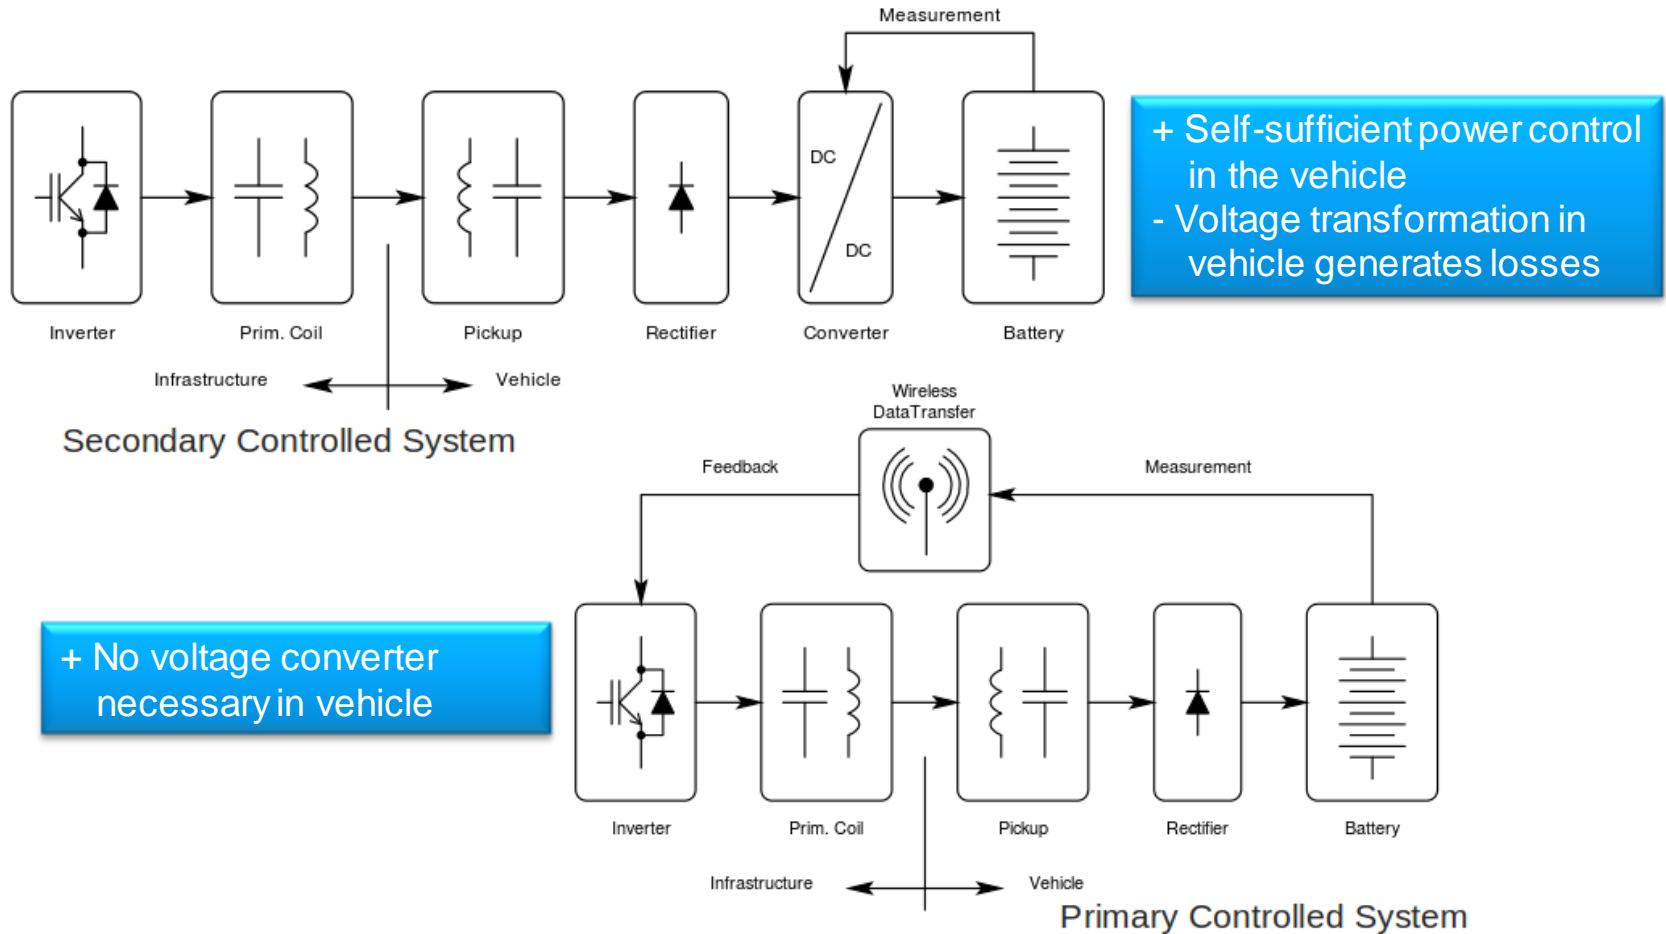 Measurement
+ Self-sufficient power control
in the vehicle
- Voltage transformation in
vehicle generates losses
DC
DC
Inverter
Prim. Coil
Pickup
Rectifier
Converter
Battery
Infrastructure
Vehicle
Secondary Controlled System
Wireless
DataTransfer
Feedback
Measurement
+ No voltage converter
necessary in vehicle
Inverter
Prim. Coil
Pickup
Rectifier
Battery
Infrastructure
Vehicle
Primary Controlled System